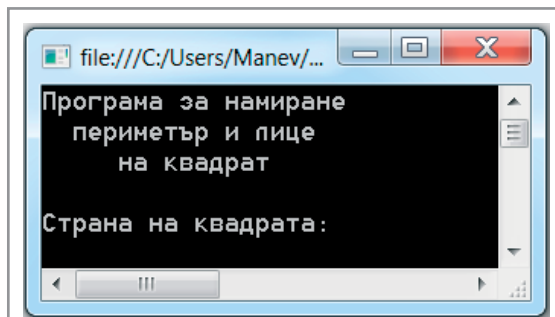 file:///C:/Users/Manev/...
Програма за намиране
периметър и лице
на квадрат
Страна на квадрата: